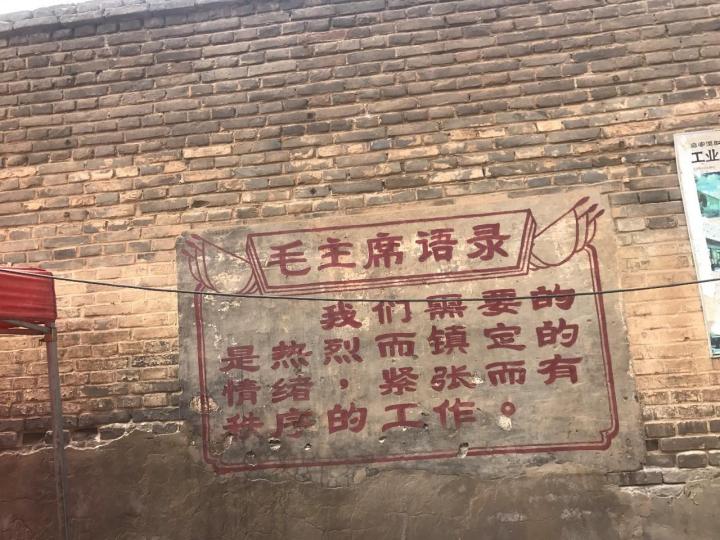 毛主席语录
我们需要的
是热烈而镇定的
情绪，紧张而有
秩序的工作。
工业